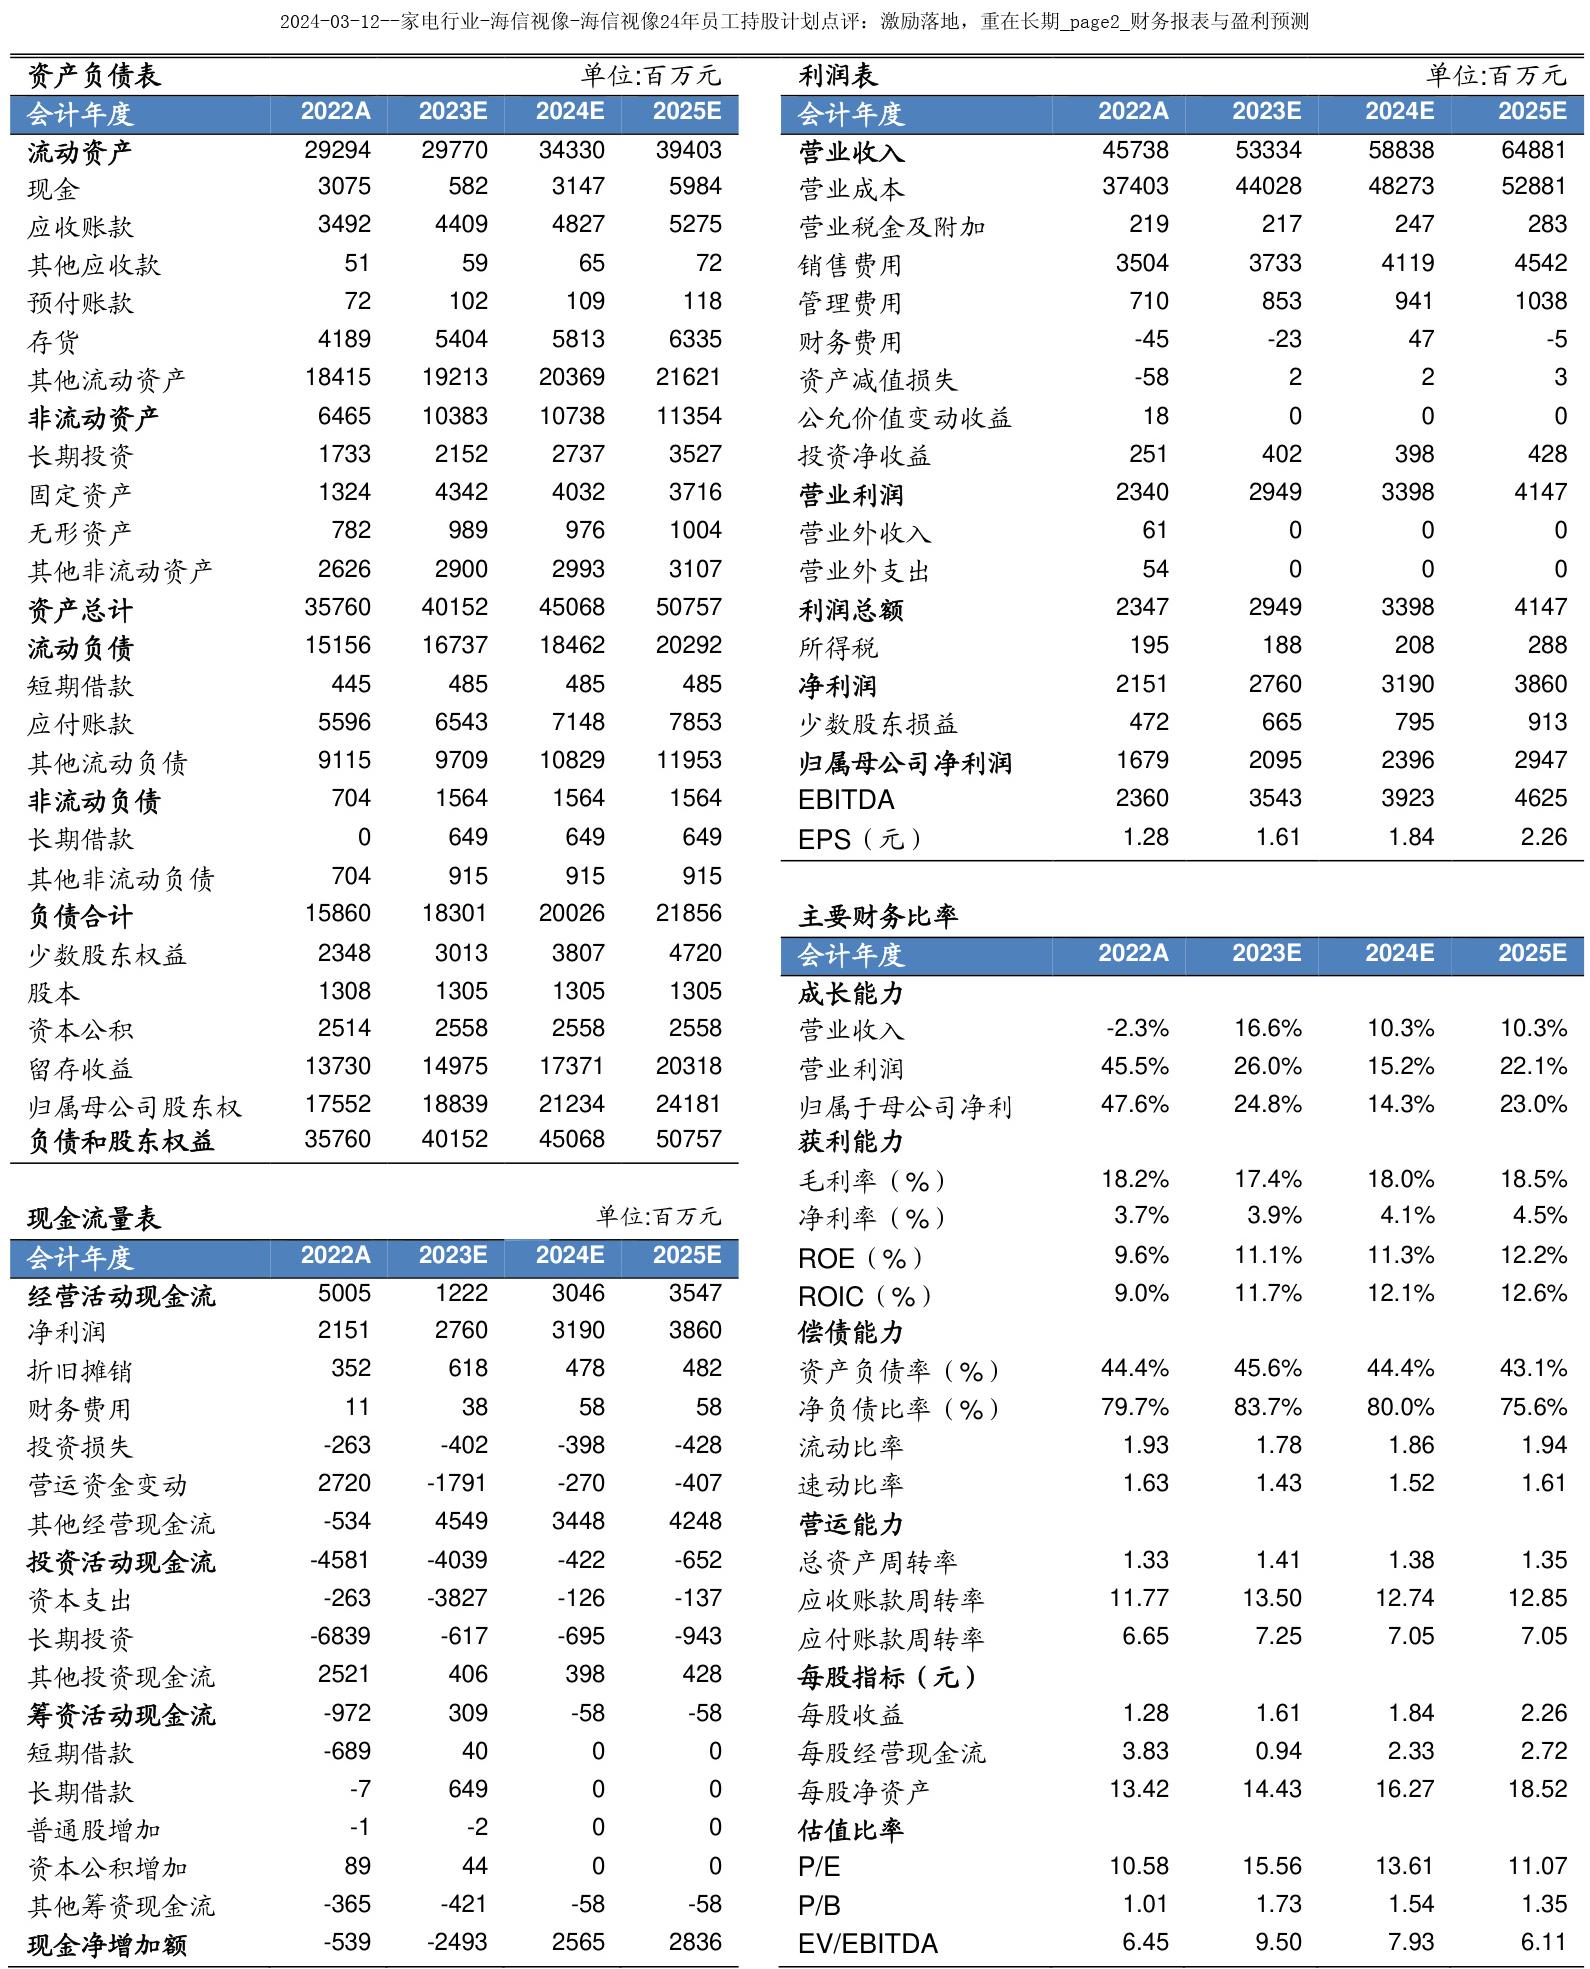 2024-03-12--家电行业-海信视像-海信视像24年员工持股计划点评：激励落地，重在长期_page2_财务报表与盈利预测
资产负债表 单位:百万元
会计年度 2022A 2023E 2024E 2025E
流动资产 29294 29770 34330 39403
现金 3075 582 3147 5984
应收账款 3492 4409 4827 5275
其他应收款 51 59 65 72
预付账款 72 102 109 118
存货 4189 5404 5813 6335
其他流动资产 18415 19213 20369 21621
非流动资产 6465 10383 10738 11354
长期投资 1733 2152 2737 3527
固定资产 1324 4342 4032 3716
无形资产 782 989 976 1004
其他非流动资产 2626 2900 2993 3107
资产总计 35760 40152 45068 50757
流动负债 15156 16737 18462 20292
短期借款 445 485 485 485
应付账款 5596 6543 7148 7853
其他流动负债 9115 9709 10829 11953
非流动负债 704 1564 1564 1564
长期借款 0 649 649 649
其他非流动负债 704 915 915 915
负债合计 15860 18301 20026 21856
少数股东权益 2348 3013 3807 4720
股本 1308 1305 1305 1305
资本公积 2514 2558 2558 2558
留存收益 13730 14975 17371 20318
归属母公司股东权 17552 18839 21234 24181
负债和股东权益 35760 40152 45068 50757
现金流量表 单位:百万元
会计年度 2022A 2023E 2024E 2025E
经营活动现金流 5005 1222 3046 3547
净利润 2151 2760 3190 3860
折旧摊销 352 618 478 482
财务费用 11 38 58 58
投资损失 -263 -402 -398 -428
营运资金变动 2720 -1791 -270 -407
其他经营现金流 -534 4549 3448 4248
投资活动现金流 -4581 -4039 -422 -652
资本支出 -263 -3827 -126 -137
长期投资 -6839 -617 -695 -943
其他投资现金流 2521 406 398 428
筹资活动现金流 -972 309 -58 -58
短期借款 -689 40 0 0
长期借款 -7 649 0 0
普通股增加 -1 -2 0 0
资本公积增加 89 44 0 0
其他筹资现金流 -365 -421 -58 -58
现金净增加额 -539 -2493 2565 2836
利润表 单位:百万元
会计年度 2022A 2023E 2024E 2025E
营业收入 45738 53334 58838 64881
营业成本 37403 44028 48273 52881
营业税金及附加 219 217 247 283
销售费用 3504 3733 4119 4542
管理费用 710 853 941 1038
财务费用 -45 -23 47 -5
资产减值损失 -58 2 2 3
公允价值变动收益 18 0 0 0
投资净收益 251 402 398 428
营业利润 2340 2949 3398 4147
营业外收入 61 0 0 0
营业外支出 54 0 0 0
利润总额 2347 2949 3398 4147
所得税 195 188 208 288
净利润 2151 2760 3190 3860
少数股东损益 472 665 795 913
归属母公司净利润 1679 2095 2396 2947
EBITDA 2360 3543 3923 4625
EPS（元） 1.28 1.61 1.84 2.26
主要财务比率
会计年度 2022A 2023E 2024E 2025E
成长能力
营业收入 -2.3% 16.6% 10.3% 10.3%
营业利润 45.5% 26.0% 15.2% 22.1%
归属于母公司净利 47.6% 24.8% 14.3% 23.0%
获利能力
毛利率（%） 18.2% 17.4% 18.0% 18.5%
净利率（%） 3.7% 3.9% 4.1% 4.5%
ROE（%） 9.6% 11.1% 11.3% 12.2%
ROIC（%） 9.0% 11.7% 12.1% 12.6%
偿债能力
资产负债率（%） 44.4% 45.6% 44.4% 43.1%
净负债比率（%） 79.7% 83.7% 80.0% 75.6%
流动比率 1.93 1.78 1.86 1.94
速动比率 1.63 1.43 1.52 1.61
营运能力
总资产周转率 1.33 1.41 1.38 1.35
应收账款周转率 11.77 13.50 12.74 12.85
应付账款周转率 6.65 7.25 7.05 7.05
每股指标（元）
每股收益 1.28 1.61 1.84 2.26
每股经营现金流 3.83 0.94 2.33 2.72
每股净资产 13.42 14.43 16.27 18.52
估值比率
P/E 10.58 15.56 13.61 11.07
P/B 1.01 1.73 1.54 1.35
EV/EBITDA 6.45 9.50 7.93 6.11